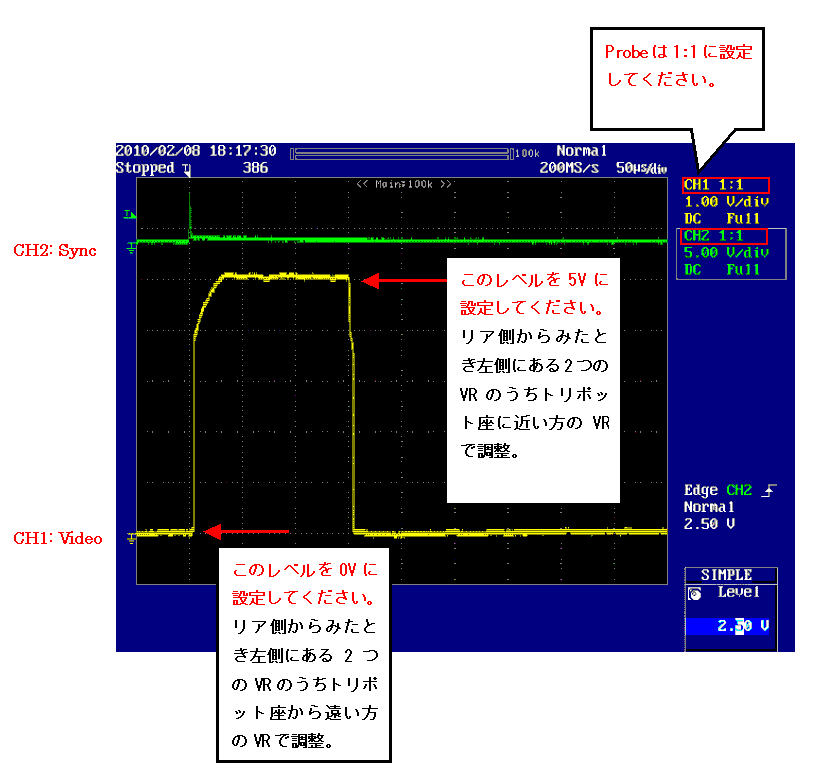 Probeは1:1に設定
してください。
2010/02/08 18:17:30
100k
Normal
Stopped
386
200MS/s
50µs/div
<< Main:100k >>
CH1 1:1
1.00 V/div
DC Full
CH2 1:1
5.00 V/div
DC Full
CH2: Sync
このレベルを 5V に
設定してください。
リア側からみたと
き左側にある2つの
VR のうちトリポッ
ト座に近い方の VR
で調整。
Edge CH2
Normal
2.50 V
CH1: Video
このレベルを 0V に
設定してください。
リア側からみたと
き左側にある 2 つ
の VR のうちトリポ
ット座から遠い方
の VR で調整。
SIMPLE
Level
2.50 V